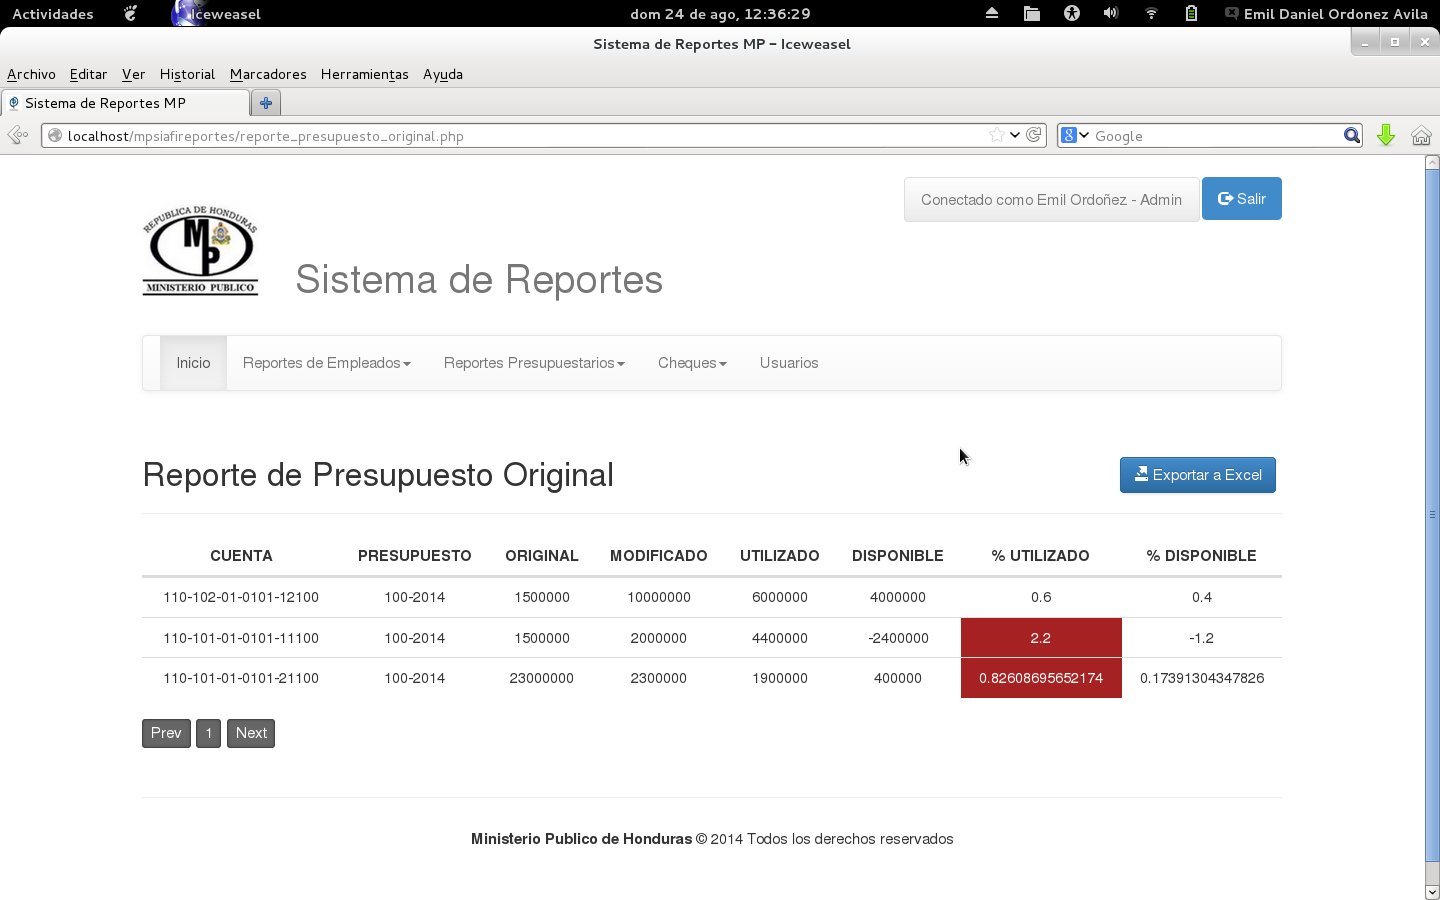 Actividades Iceweasel dom 24 de ago, 12:36:29 Emil Daniel Ordonez Avila
Sistema de Reportes MP – Iceweasel
Archivo Editar Ver Historial Marcadores Herramientas Ayuda
Sistema de Reportes MP
localhost/mpsiafireportes/reporte_presupuesto_original.php Google
Conectado como Emil Ordoñez - Admin Salir
REPUBLICA DE HONDURAS
MP
MINISTERIO PUBLICO
Sistema de Reportes
Inicio Reportes de Empleados Reportes Presupuestarios Cheques Usuarios
Reporte de Presupuesto Original Exportar a Excel
CUENTA PRESUPUESTO ORIGINAL MODIFICADO UTILIZADO DISPONIBLE % UTILIZADO % DISPONIBLE
110-102-01-0101-12100 100-2014 1500000 10000000 6000000 4000000 0.6 0.4
110-101-01-0101-11100 100-2014 1500000 2000000 4400000 -2400000 2.2 -1.2
110-101-01-0101-21100 100-2014 23000000 2300000 1900000 400000 0.82608695652174 0.17391304347826
Prev 1 Next
Ministerio Publico de Honduras © 2014 Todos los derechos reservados